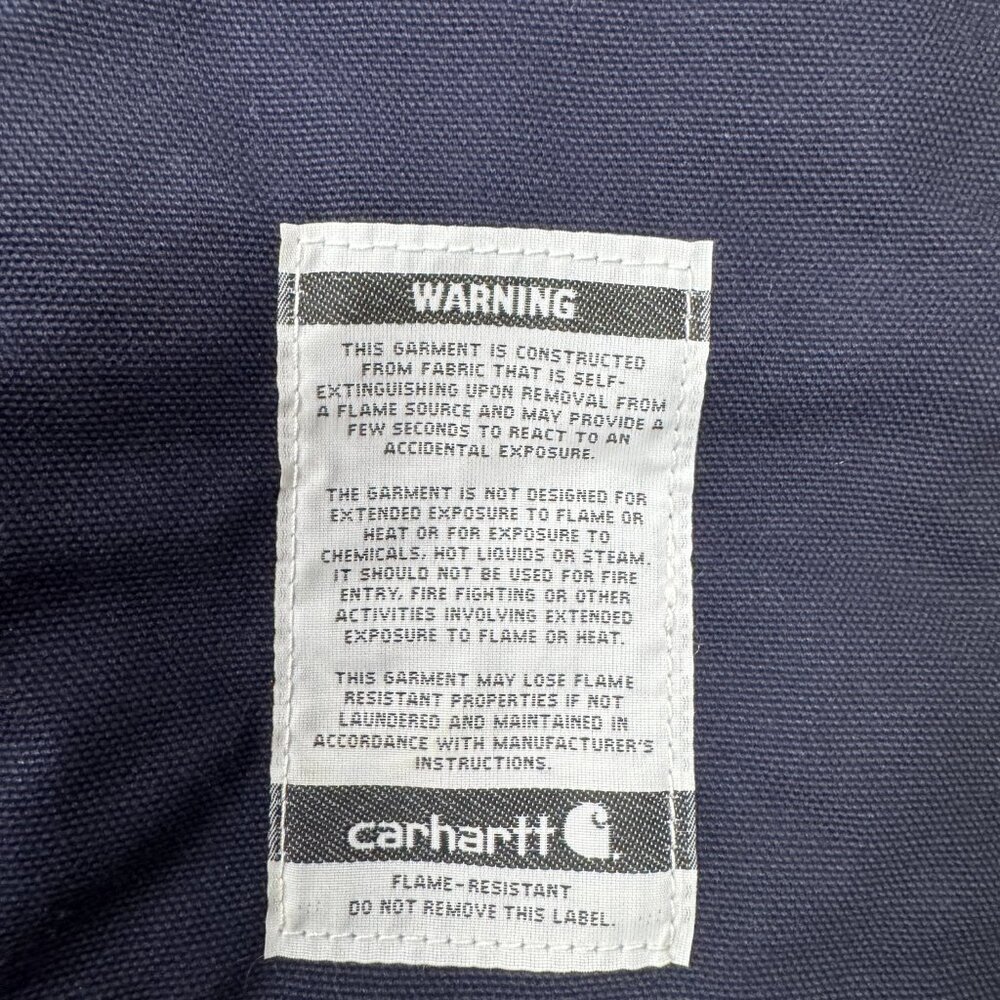 WARNING
THIS GARMENT IS CONSTRUCTED
FROM FABRIC THAT IS SELF-
EXTINGUISHING UPON REMOVAL FROM
A FLAME SOURCE AND MAY PROVIDE A
FEW SECONDS TO REACT TO AN
ACCIDENTAL EXPOSURE.
THE GARMENT IS NOT DESIGNED FOR
EXTENDED EXPOSURE TO FLAME OR
HEAT OR FOR EXPOSURE TO
CHEMICALS, HOT LIQUIDS OR STEAM.
IT SHOULD NOT BE USED FOR FIRE
ENTRY, FIRE FIGHTING OR OTHER
ACTIVITIES INVOLVING EXTENDED
EXPOSURE TO FLAME OR HEAT.
THIS GARMENT MAY LOSE FLAME
RESISTANT PROPERTIES IF NOT
LAUNDERED AND MAINTAINED IN
ACCORDANCE WITH MANUFACTURER'S
INSTRUCTIONS.
carhartt
FLAME-RESISTANT
DO NOT REMOVE THIS LABEL.